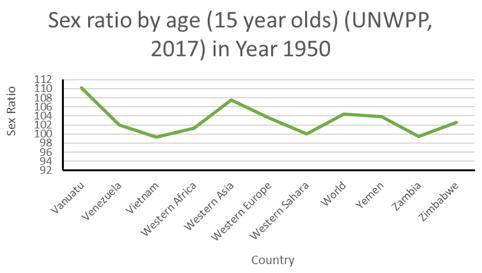 Sex ratio by age (15 year olds) (UNWPP,
2017) in Year 1950
Sex Ratio
112
110
108
106
104
102
100
98
96
94
92
Vanuatu
Venezuela
Vietnam
Western Africa
Western Asia
Western Europe
Western Sahara
World
Yemen
Zambia
Zimbabwe
Country